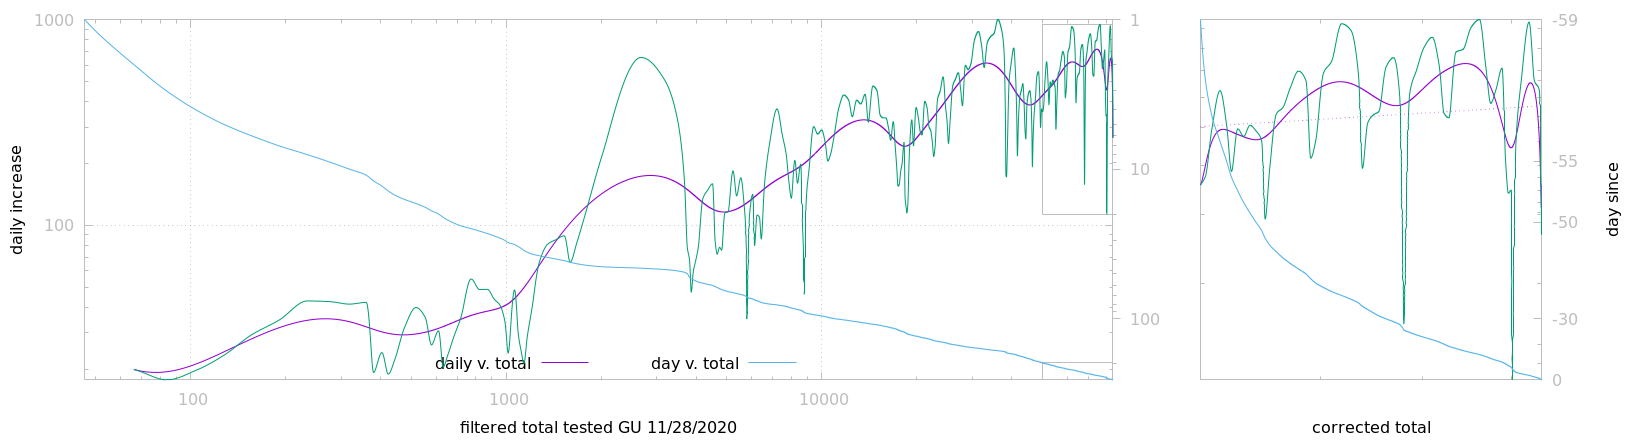 1000
100
daily increase
100
1000
10000
filtered total tested GU 11/28/2020
daily v. total
day v. total
1
10
100
-59
-55
-50
-30
0
day since
corrected total